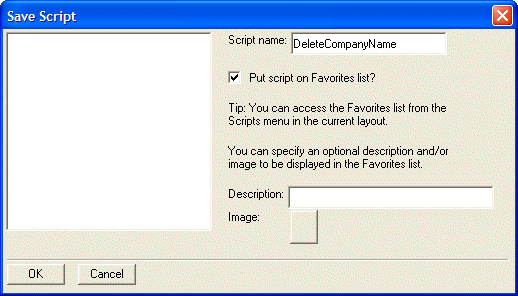 Save Script
Script name: DeleteCompanyName
Put script on Favorites list?
Tip: You can access the Favorites list from the
Scripts menu in the current layout.
You can specify an optional description and/or
image to be displayed in the Favorites list.
Description:
Image:
OK Cancel